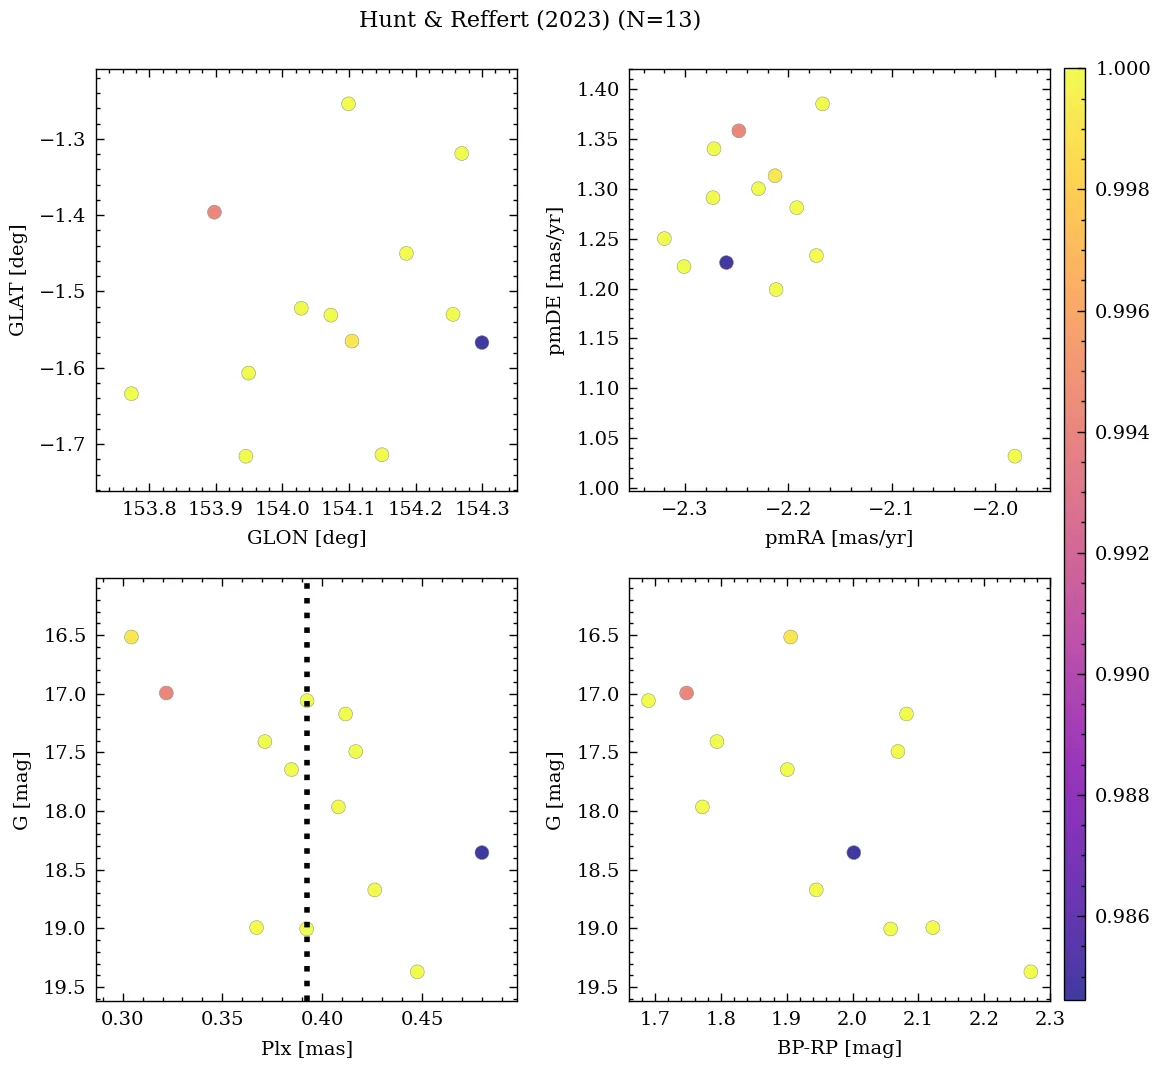 Hunt & Reffert (2023) (N=13)
−1.3
−1.4
−1.5
−1.6
−1.7
GLAT [deg]
153.8 153.9 154.0 154.1 154.2 154.3
GLON [deg]
1.40
1.35
1.30
1.25
1.20
1.15
1.10
1.05
1.00
pmDE [mas/yr]
−2.3 −2.2 −2.1 −2.0
pmRA [mas/yr]
16.5
17.0
17.5
18.0
18.5
19.0
19.5
G [mag]
0.30 0.35 0.40 0.45
Plx [mas]
16.5
17.0
17.5
18.0
18.5
19.0
19.5
G [mag]
1.7 1.8 1.9 2.0 2.1 2.2 2.3
BP-RP [mag]
1.000
0.998
0.996
0.994
0.992
0.990
0.988
0.986